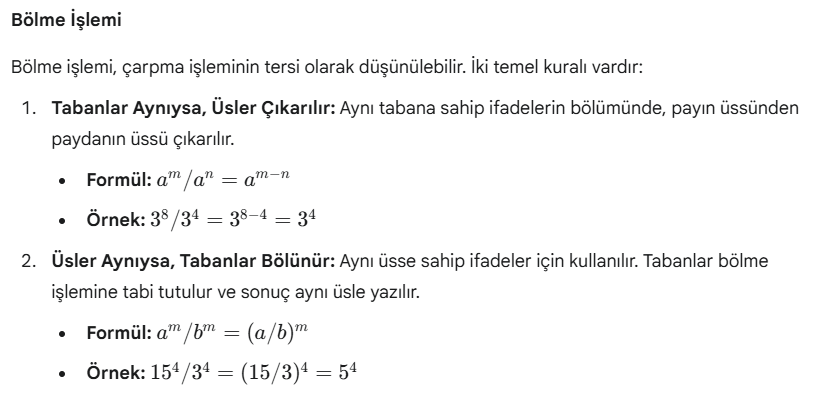 Bölme İşlemi
Bölme işlemi, çarpma işleminin tersi olarak düşünülebilir. İki temel kuralı vardır:
1. Tabanlar Aynıysa, Üsler Çıkarılır: Aynı tabana sahip ifadelerin bölümünde, payın üssünden
paydanın üssü çıkarılır.
• Formül: a^m/a^n = a^{m−n}
• Örnek: 3^8/3^4 = 3^{8−4} = 3^4
2. Üsler Aynıysa, Tabanlar Bölünür: Aynı üsse sahip ifadeler için kullanılır. Tabanlar bölme
işlemine tabi tutulur ve sonuç aynı üsle yazılır.
• Formül: a^m/b^m = (a/b)^m
• Örnek: 15^4/3^4 = (15/3)^4 = 5^4